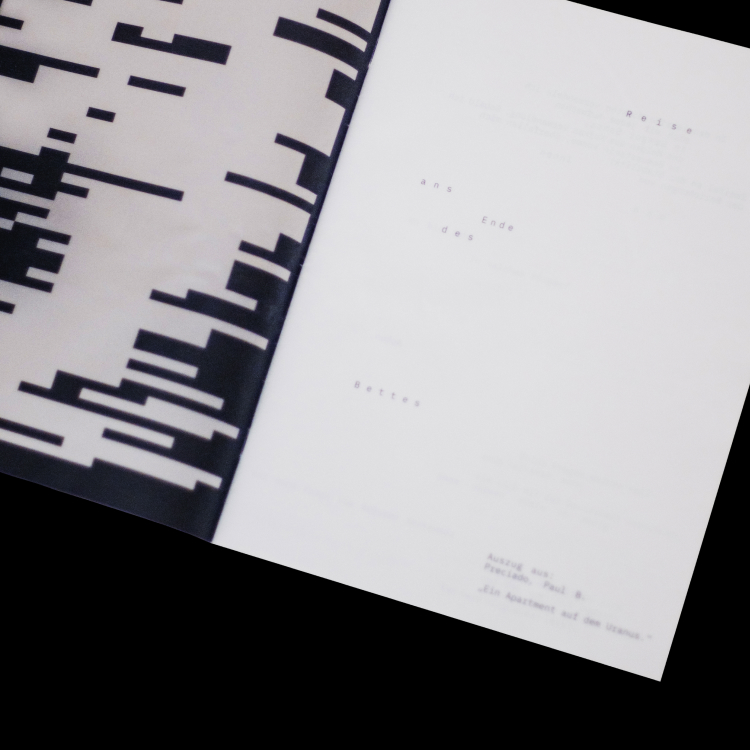 Reise
ans
Ende
des
Bettes
Auszug aus:
Preciado, Paul B.
„Ein Apartment auf dem Uranus.“